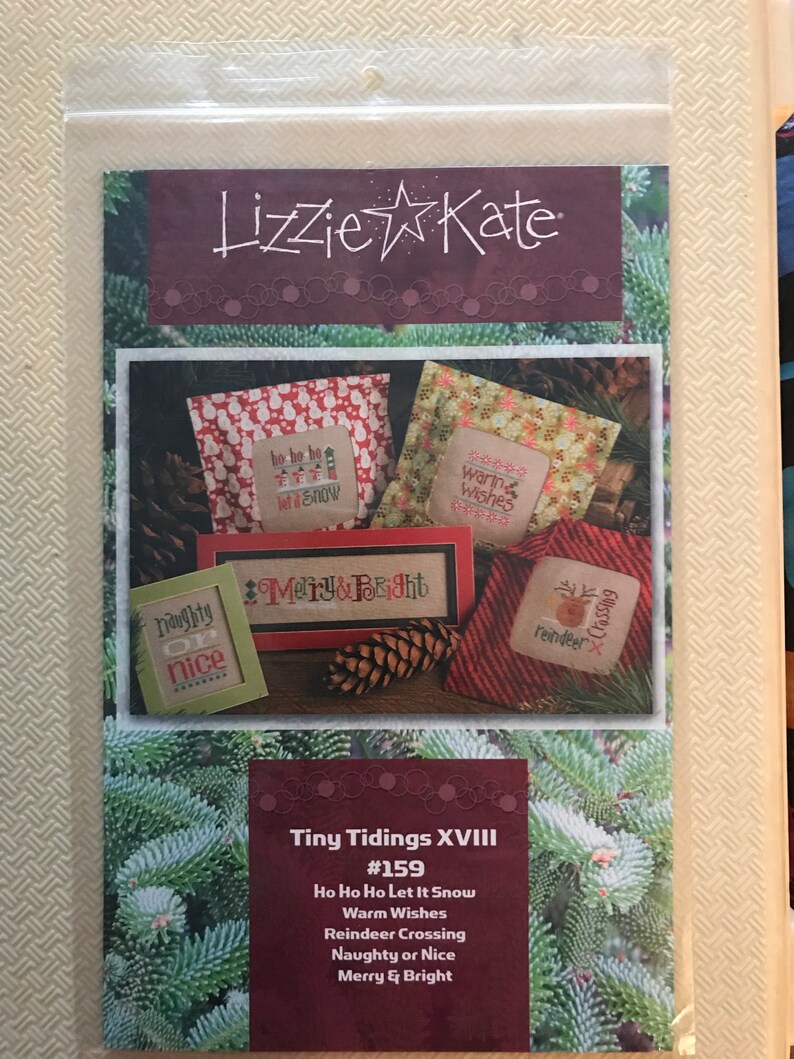 Lizzie Kate®
ho·ho·ho
let it snow
Warm
Wishes
Merry & Bright
naughty
or
nice
reindeer
Crossing
Tiny Tidings XVIII
#159
Ho Ho Ho Let It Snow
Warm Wishes
Reindeer Crossing
Naughty or Nice
Merry & Bright